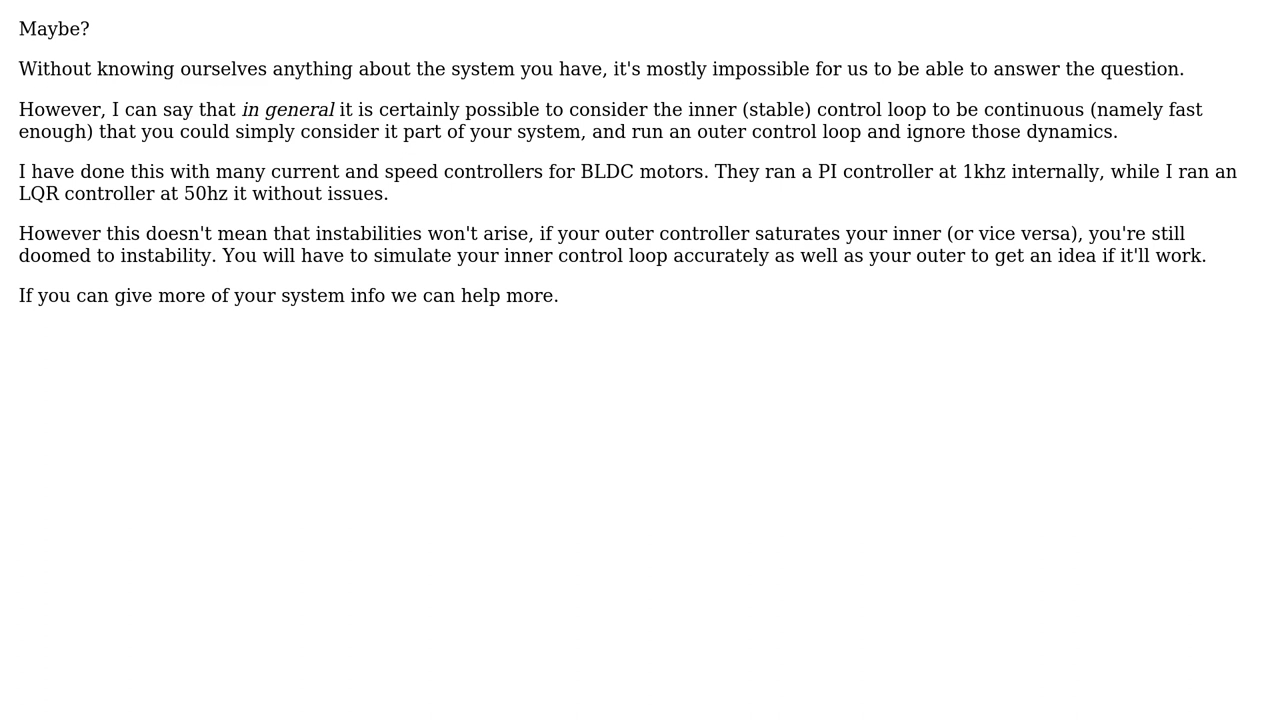 Maybe?
Without knowing ourselves anything about the system you have, it's mostly impossible for us to be able to answer the question.
However, I can say that in general it is certainly possible to consider the inner (stable) control loop to be continuous (namely fast
enough) that you could simply consider it part of your system, and run an outer control loop and ignore those dynamics.
I have done this with many current and speed controllers for BLDC motors. They ran a PI controller at 1khz internally, while I ran an
LQR controller at 50hz it without issues.
However this doesn't mean that instabilities won't arise, if your outer controller saturates your inner (or vice versa), you're still
doomed to instability. You will have to simulate your inner control loop accurately as well as your outer to get an idea if it'll work.
If you can give more of your system info we can help more.